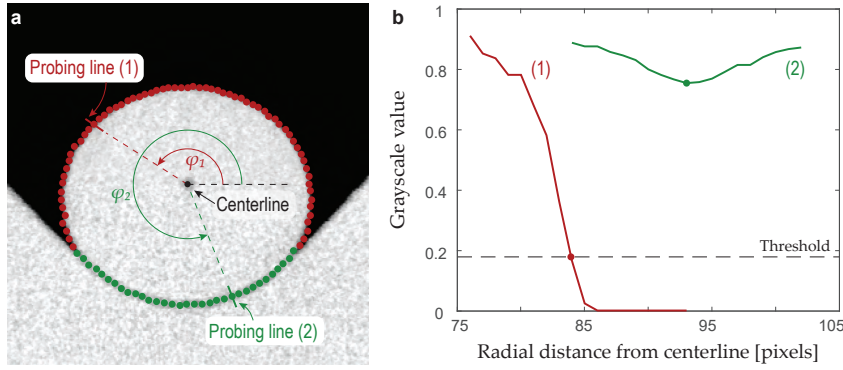 a
Probing line (1)
φ1
φ2
Centerline
Probing line (2)
b
Grayscale value
1
0.8
0.6
0.4
0.2
0
(1)
(2)
Threshold
75
85
95
105
Radial distance from centerline [pixels]